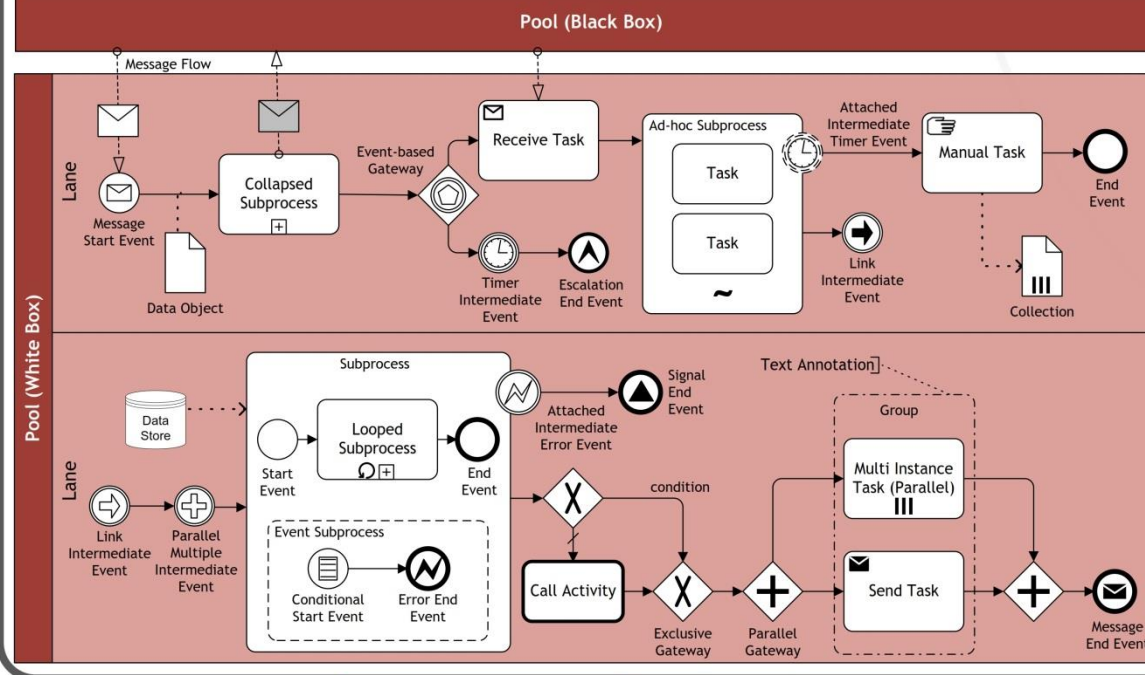 Pool (Black Box)
Message Flow
Pool (White Box)
Lane
Message
Start Event
Data Object
Collapsed
Subprocess
Event-based
Gateway
Receive Task
Timer
Intermediate
Event
Escalation
End Event
Ad-hoc Subprocess
Task
Task
Attached
Intermediate
Timer Event
Link
Intermediate
Event
Manual Task
End
Event
Collection
Lane
Data
Store
Link
Intermediate
Event
Parallel
Multiple
Intermediate
Event
Subprocess
Start
Event
Looped
Subprocess
End
Event
Event Subprocess
Conditional
Start Event
Error End
Event
Attached
Intermediate
Error Event
Signal
End
Event
condition
Call Activity
Exclusive
Gateway
Parallel
Gateway
Text Annotation
Group
Multi Instance
Task (Parallel)
Send Task
Message
End Event